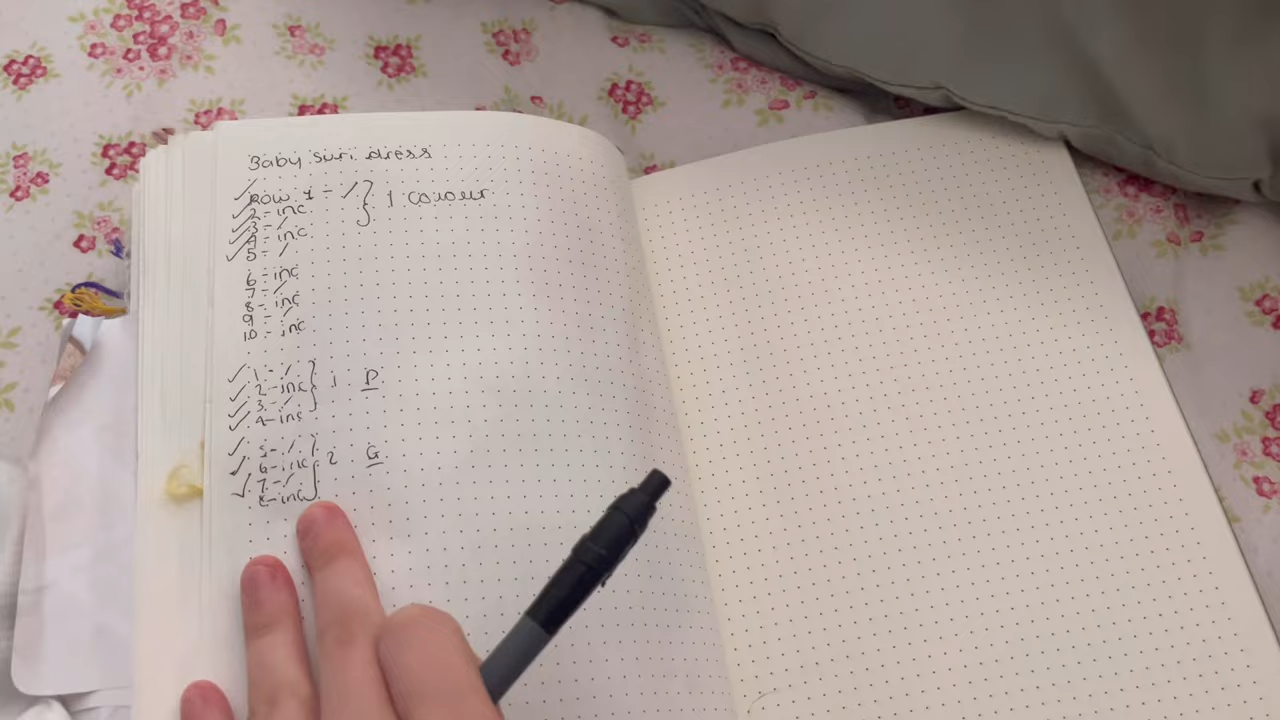 Baby suri dress
Row 1 - / } 1 colour
2 - inc
3 - /
4 - inc
5 - /
6 - inc
7 - /
8 - inc
9 - /
10 - inc
1 - /
2 - inc } 1 D
3 - /
4 - inc
5 - /
6 - inc } 2 G
7 - /
8 - inc